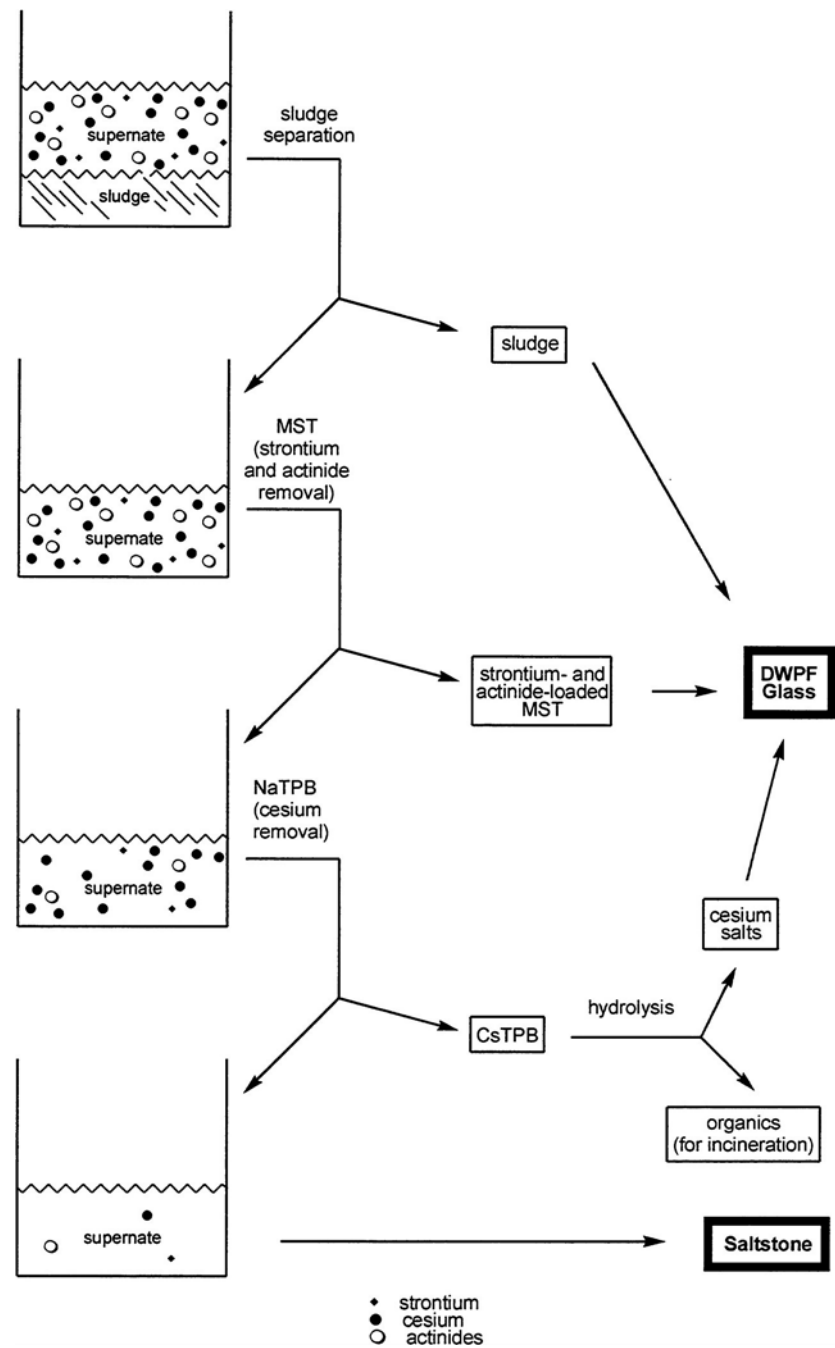 supernate
sludge
sludge
separation
sludge
MST
(strontium
and actinide
removal)
supernate
strontium- and
actinide-loaded
MST
DWPF
Glass
NaTPB
(cesium
removal)
supernate
cesium
salts
hydrolysis
CsTPB
organics
(for incineration)
supernate
Saltstone
strontium
cesium
actinides